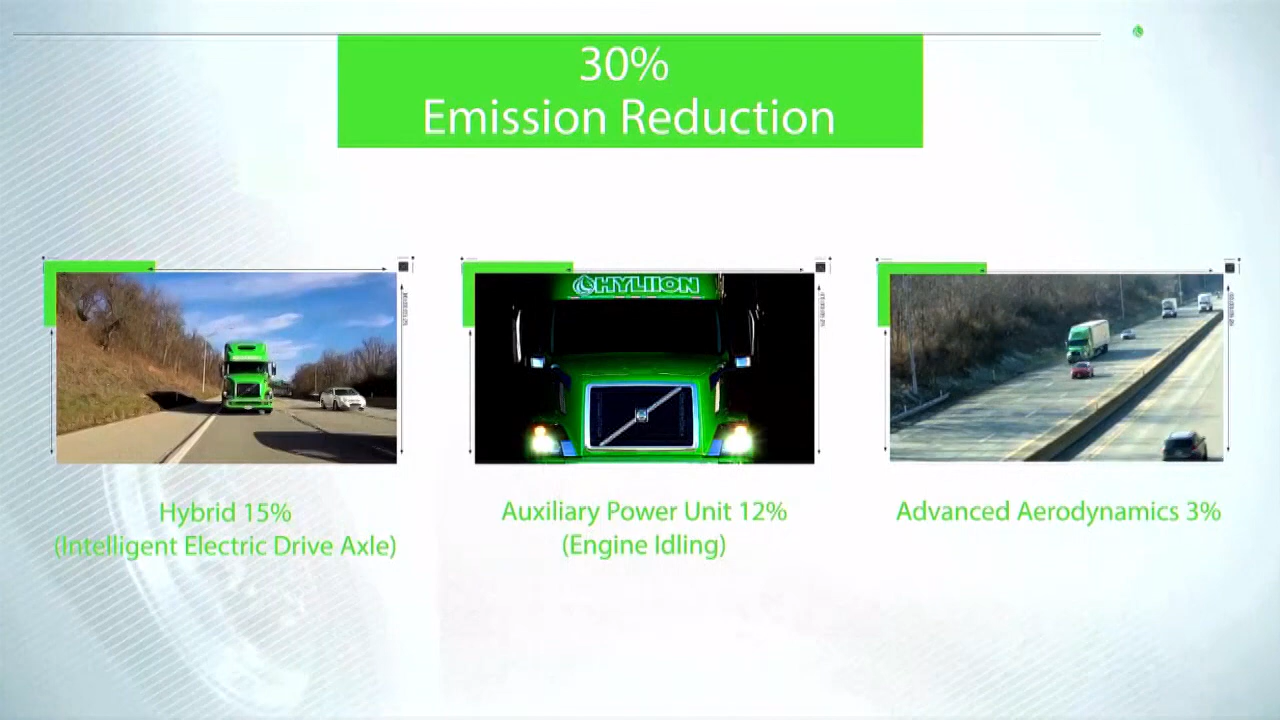 30%
Emission Reduction
HYLIION
Hybrid 15%
(Intelligent Electric Drive Axle)
Auxiliary Power Unit 12%
(Engine Idling)
Advanced Aerodynamics 3%